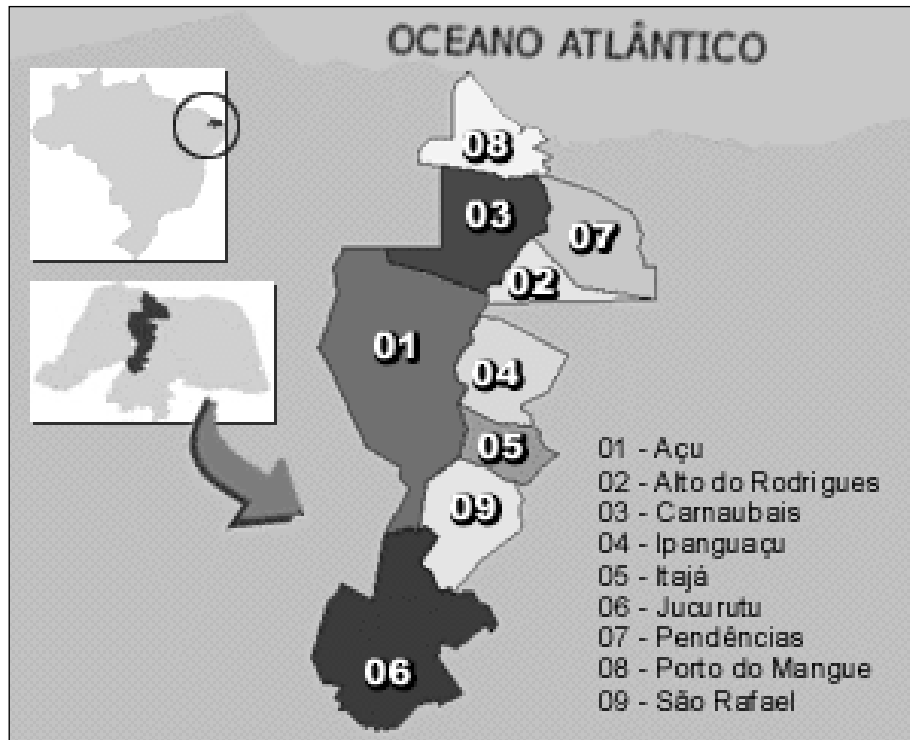 OCEANO ATLÂNTICO
08
03
07
02
01
04
05
09
06
01 - Açu
02 - Alto do Rodrigues
03 - Carnaubais
04 - Ipanguaçu
05 - Itajá
06 - Jucurutu
07 - Pendências
08 - Porto do Mangue
09 - São Rafael